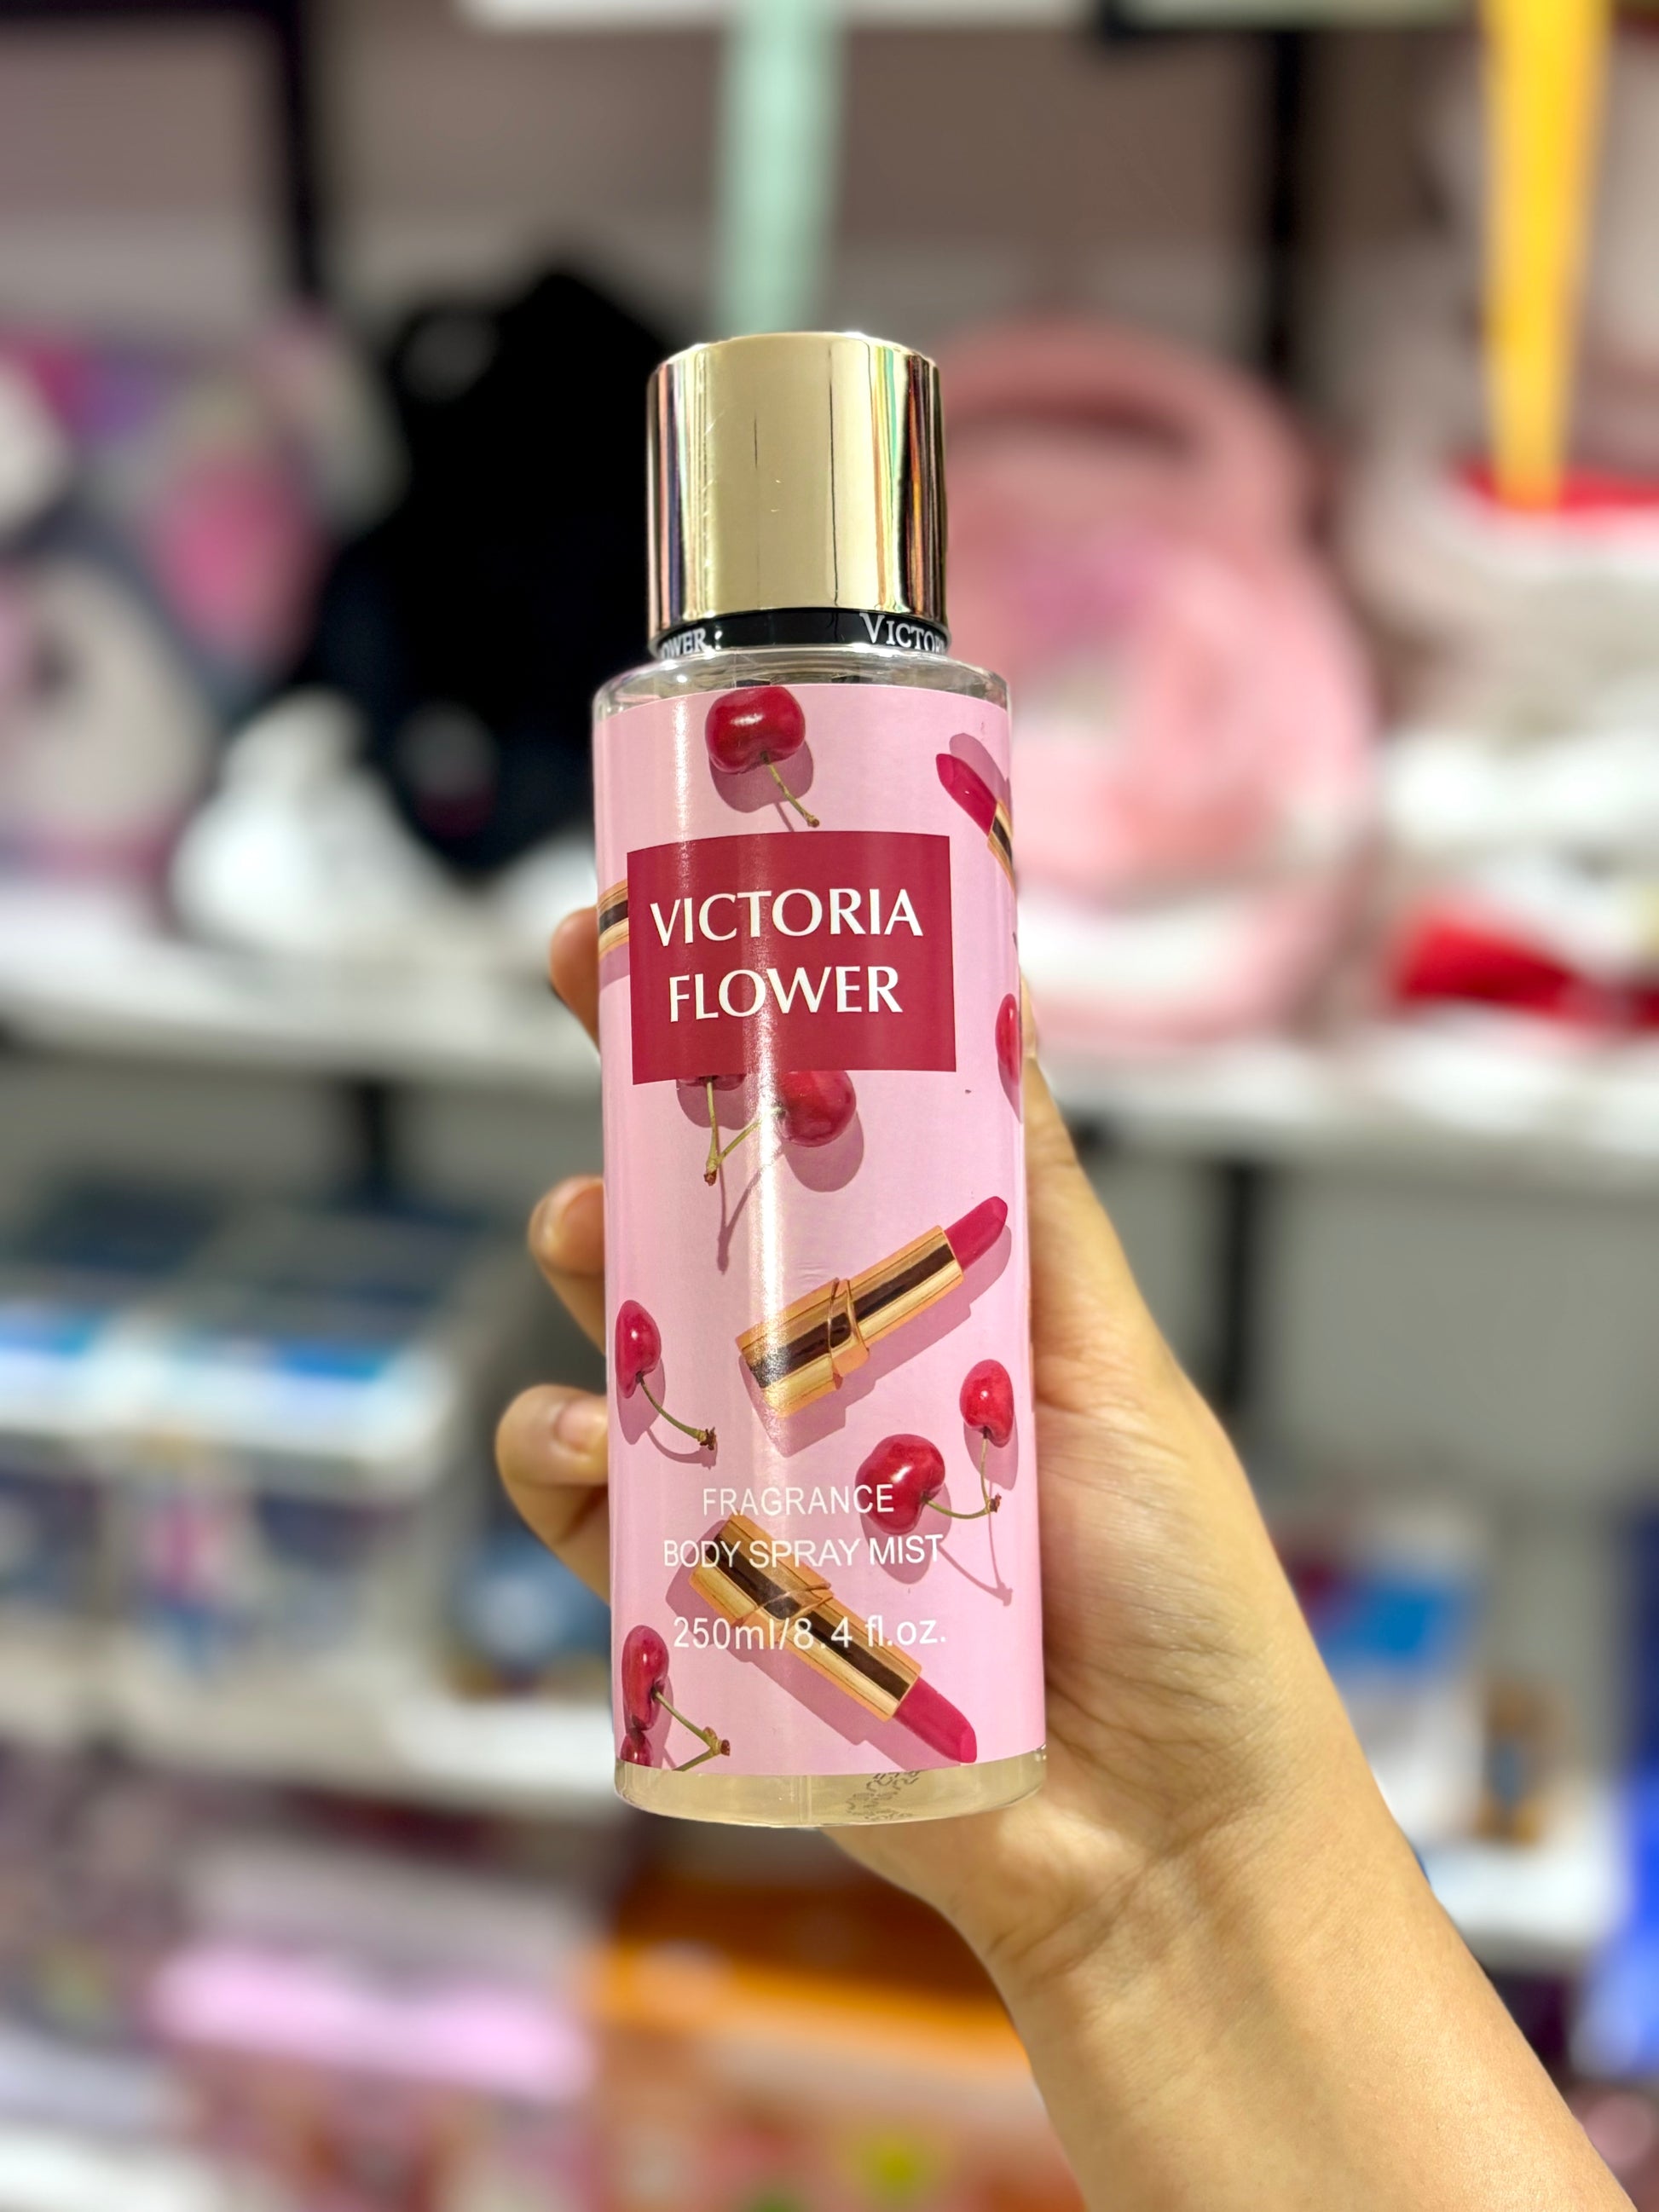 VICTORIA
FLOWER
FRAGRANCE
BODY SPRAY MIST
250ml/8.4 fl.oz.